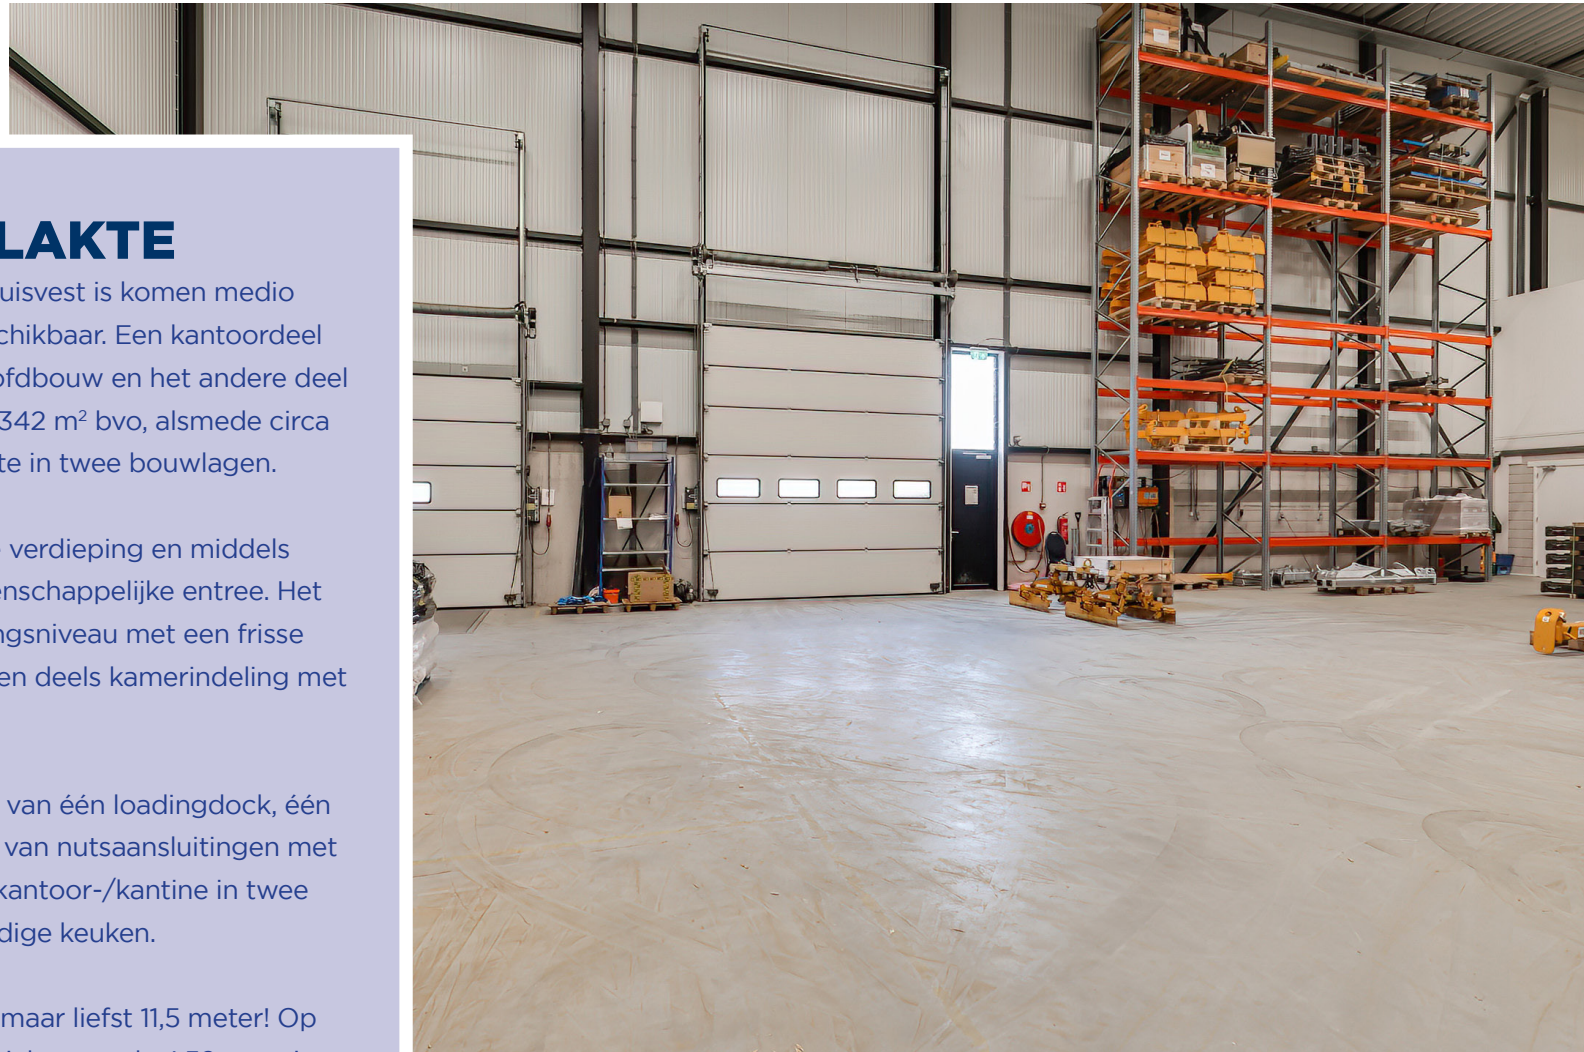 LAKTE
uisvest is komen medio
chikbaar. Een kantoordeel
ofdbouw en het andere deel
342 m² bvo, alsmede circa
te in twee bouwlagen.
verdieping en middels
enschappelijke entree. Het
ngsniveau met een frisse
en deels kamerindeling met
van één loadingdock, één
van nutsaansluitingen met
kantoor-/kantine in twee
dige keuken.
maar liefst 11,5 meter! Op